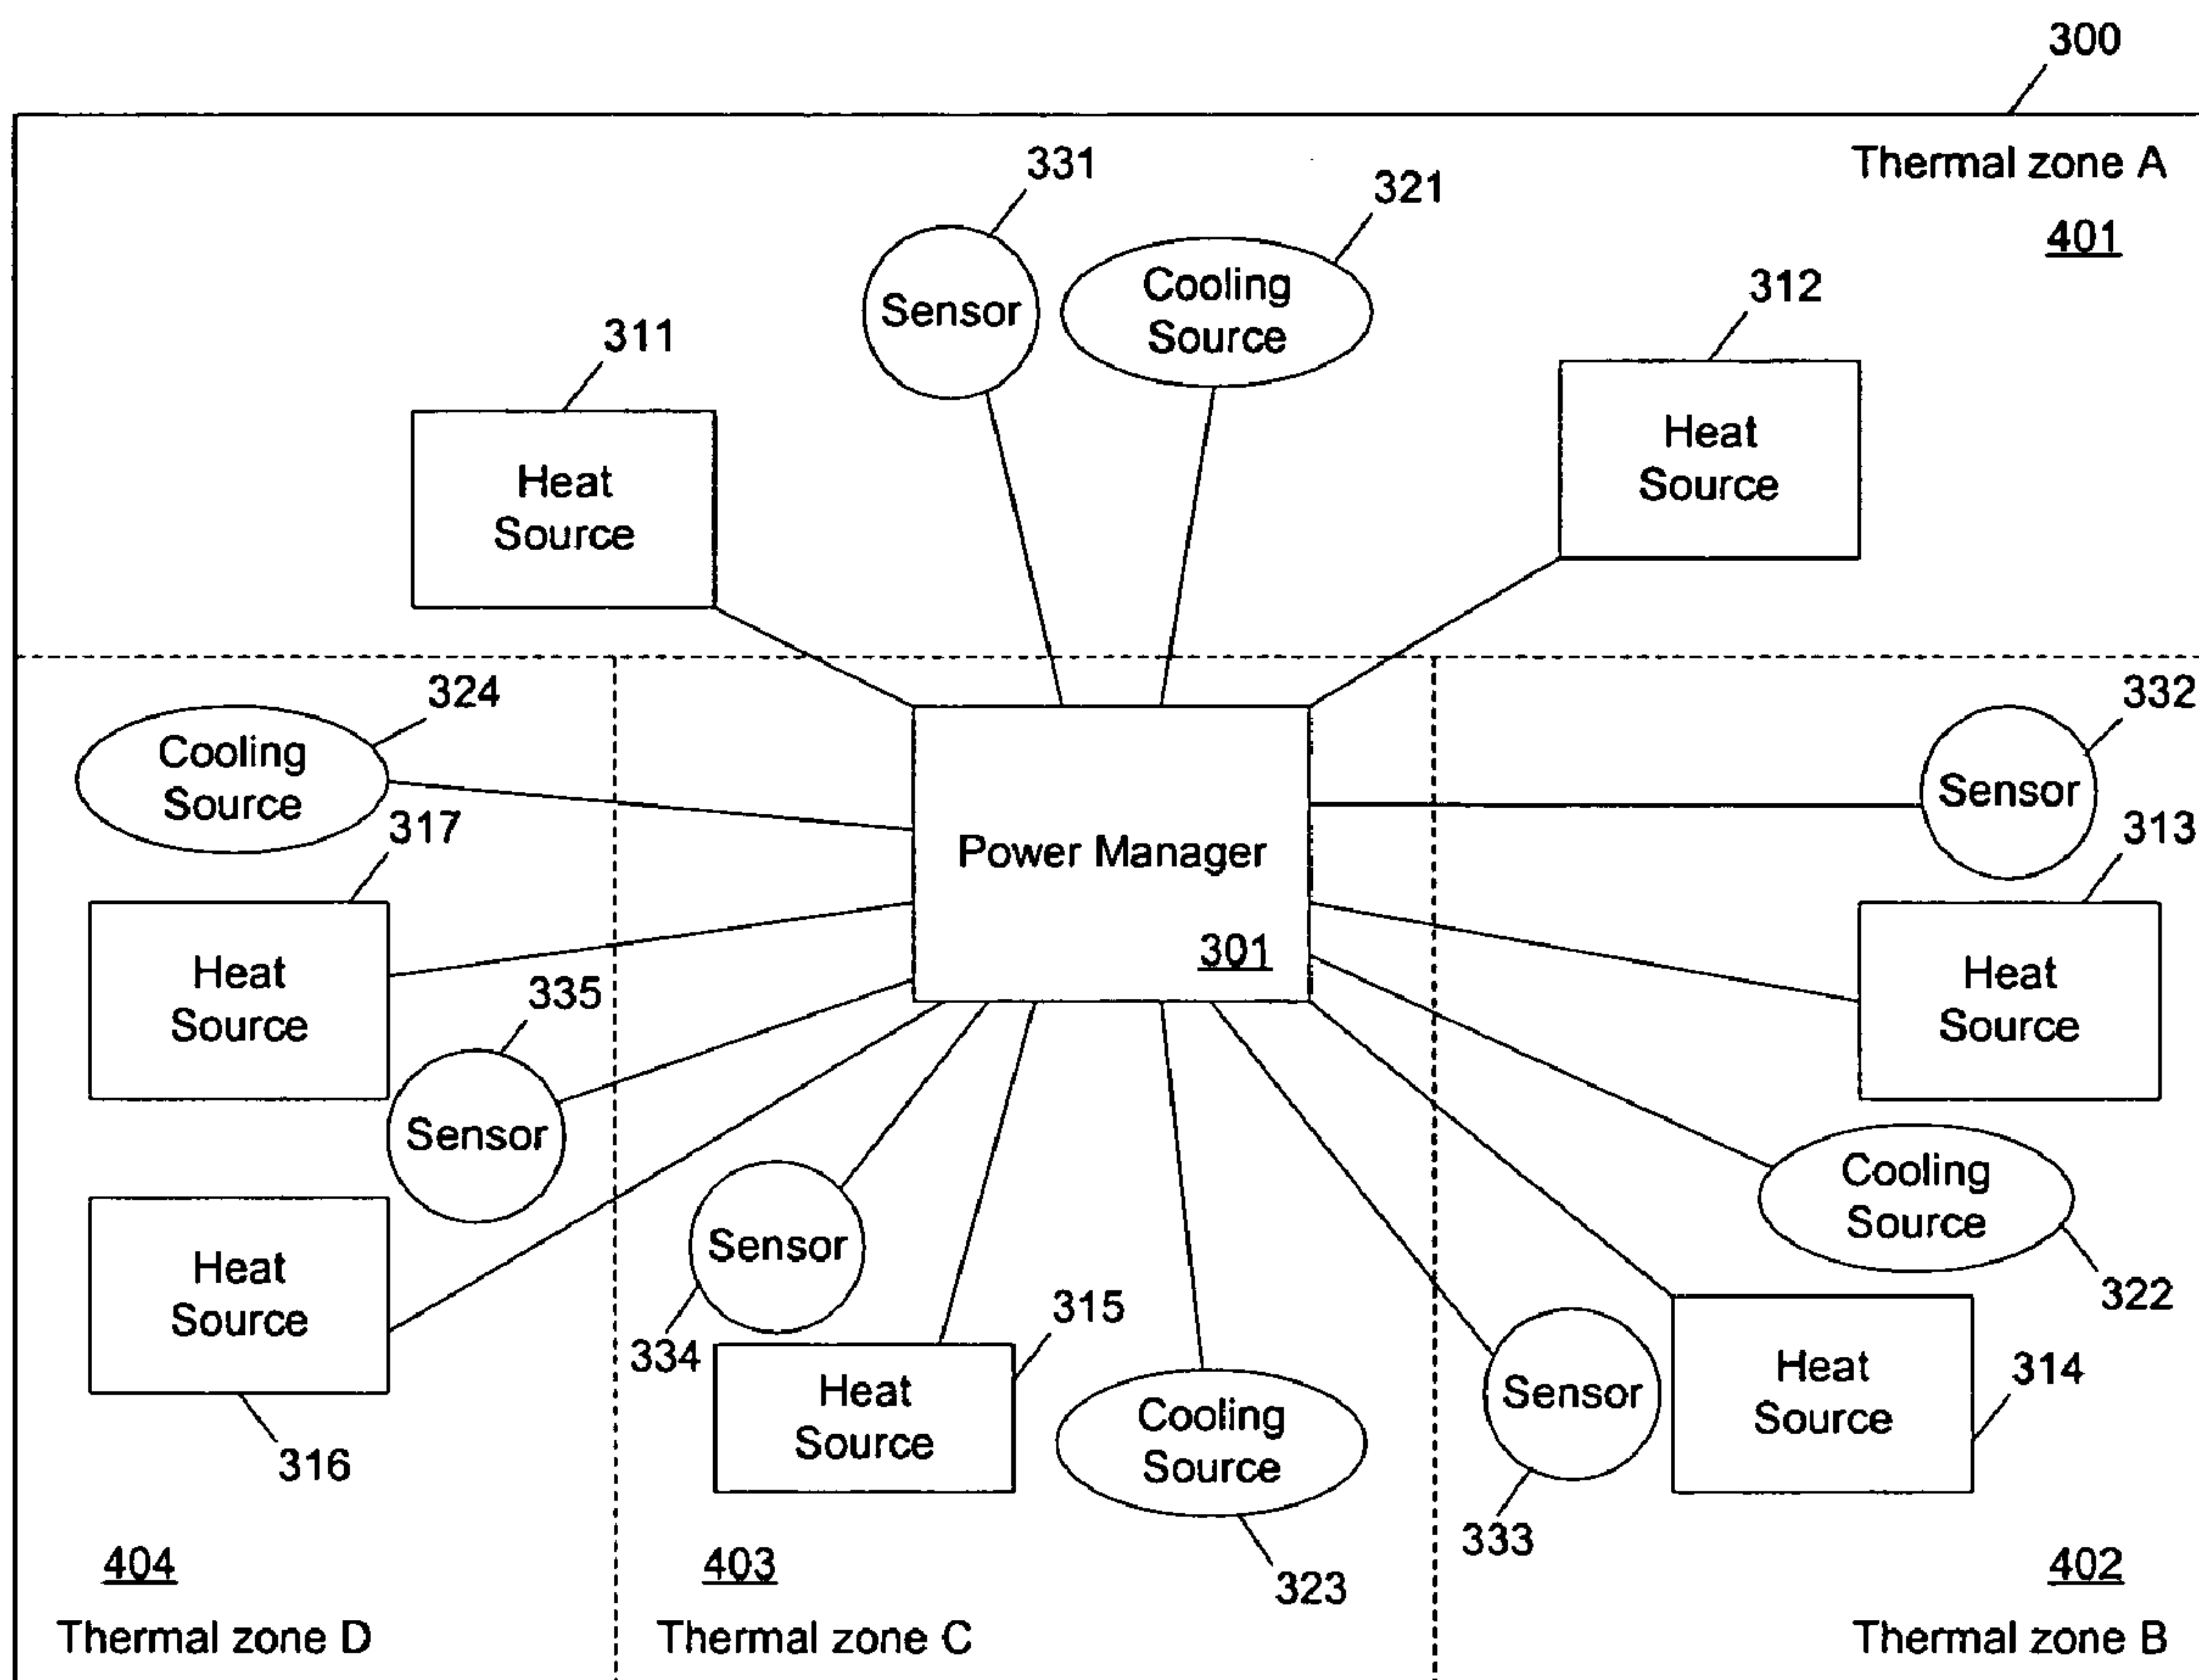 300
Thermal zone A
331
321
401
Cooling
Source
Sensor
312
311
Heat
Source
Heat
Source
324
332
Cooling
Source
Sensor
317
313
Power Manager
301
Heat
Source
335
Heat
Source
Sensor
Cooling
Source
322
Sensor
Heat
Source
334
315
Heat
Source
Sensor
Heat
Source
314
Cooling
Source
316
333
323
404
403
402
Thermal zone D
Thermal zone C
Thermal zone B